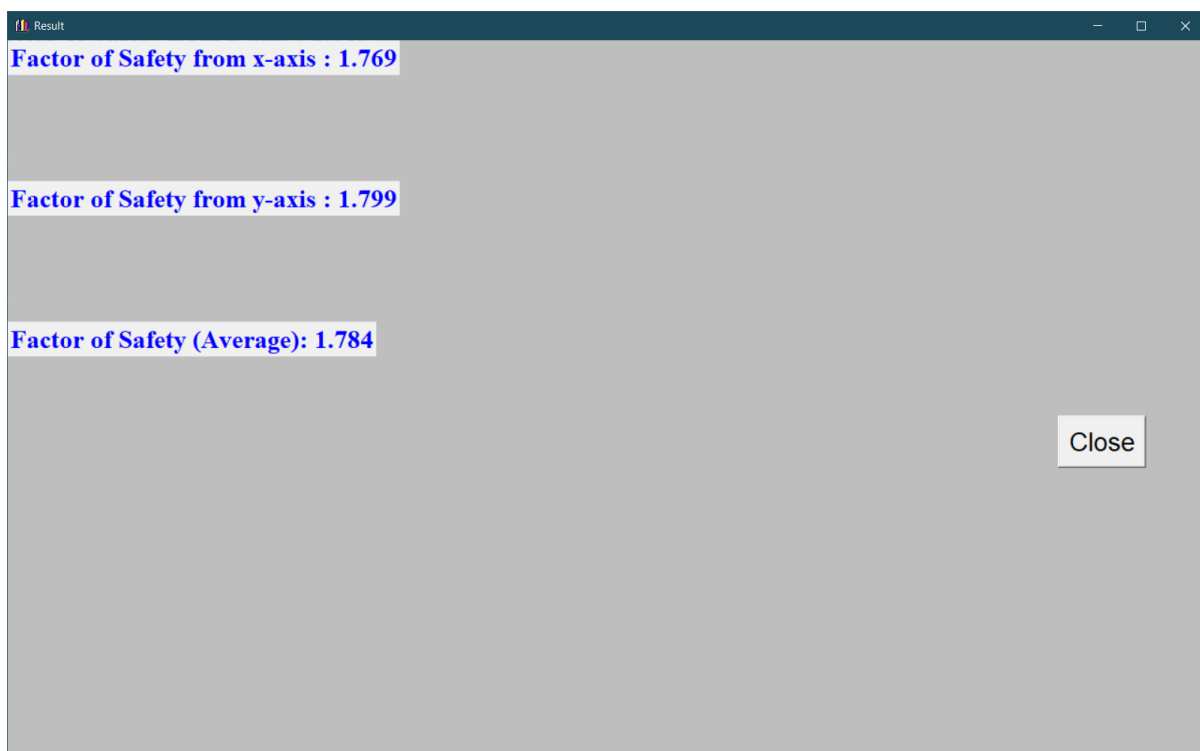 Result
Factor of Safety from x-axis : 1.769
Factor of Safety from y-axis : 1.799
Factor of Safety (Average): 1.784
Close